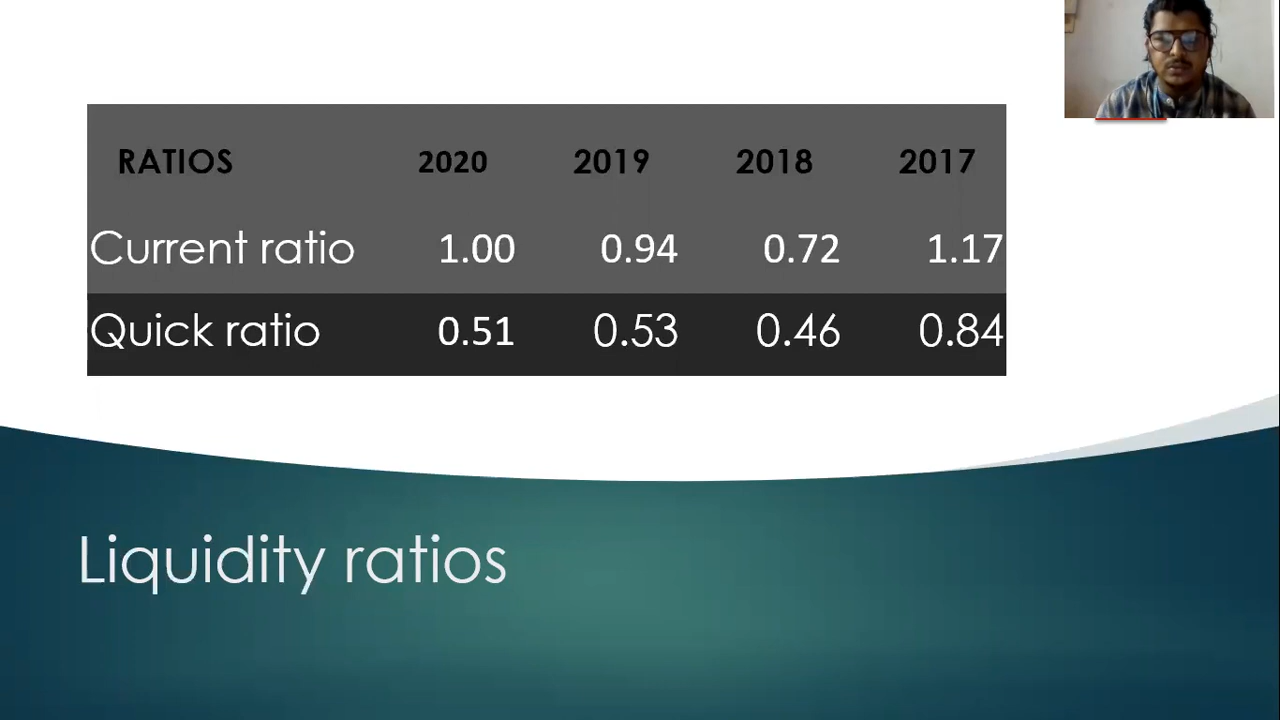 RATIOS 2020 2019 2018 2017
Current ratio 1.00 0.94 0.72 1.17
Quick ratio 0.51 0.53 0.46 0.84
Liquidity ratios